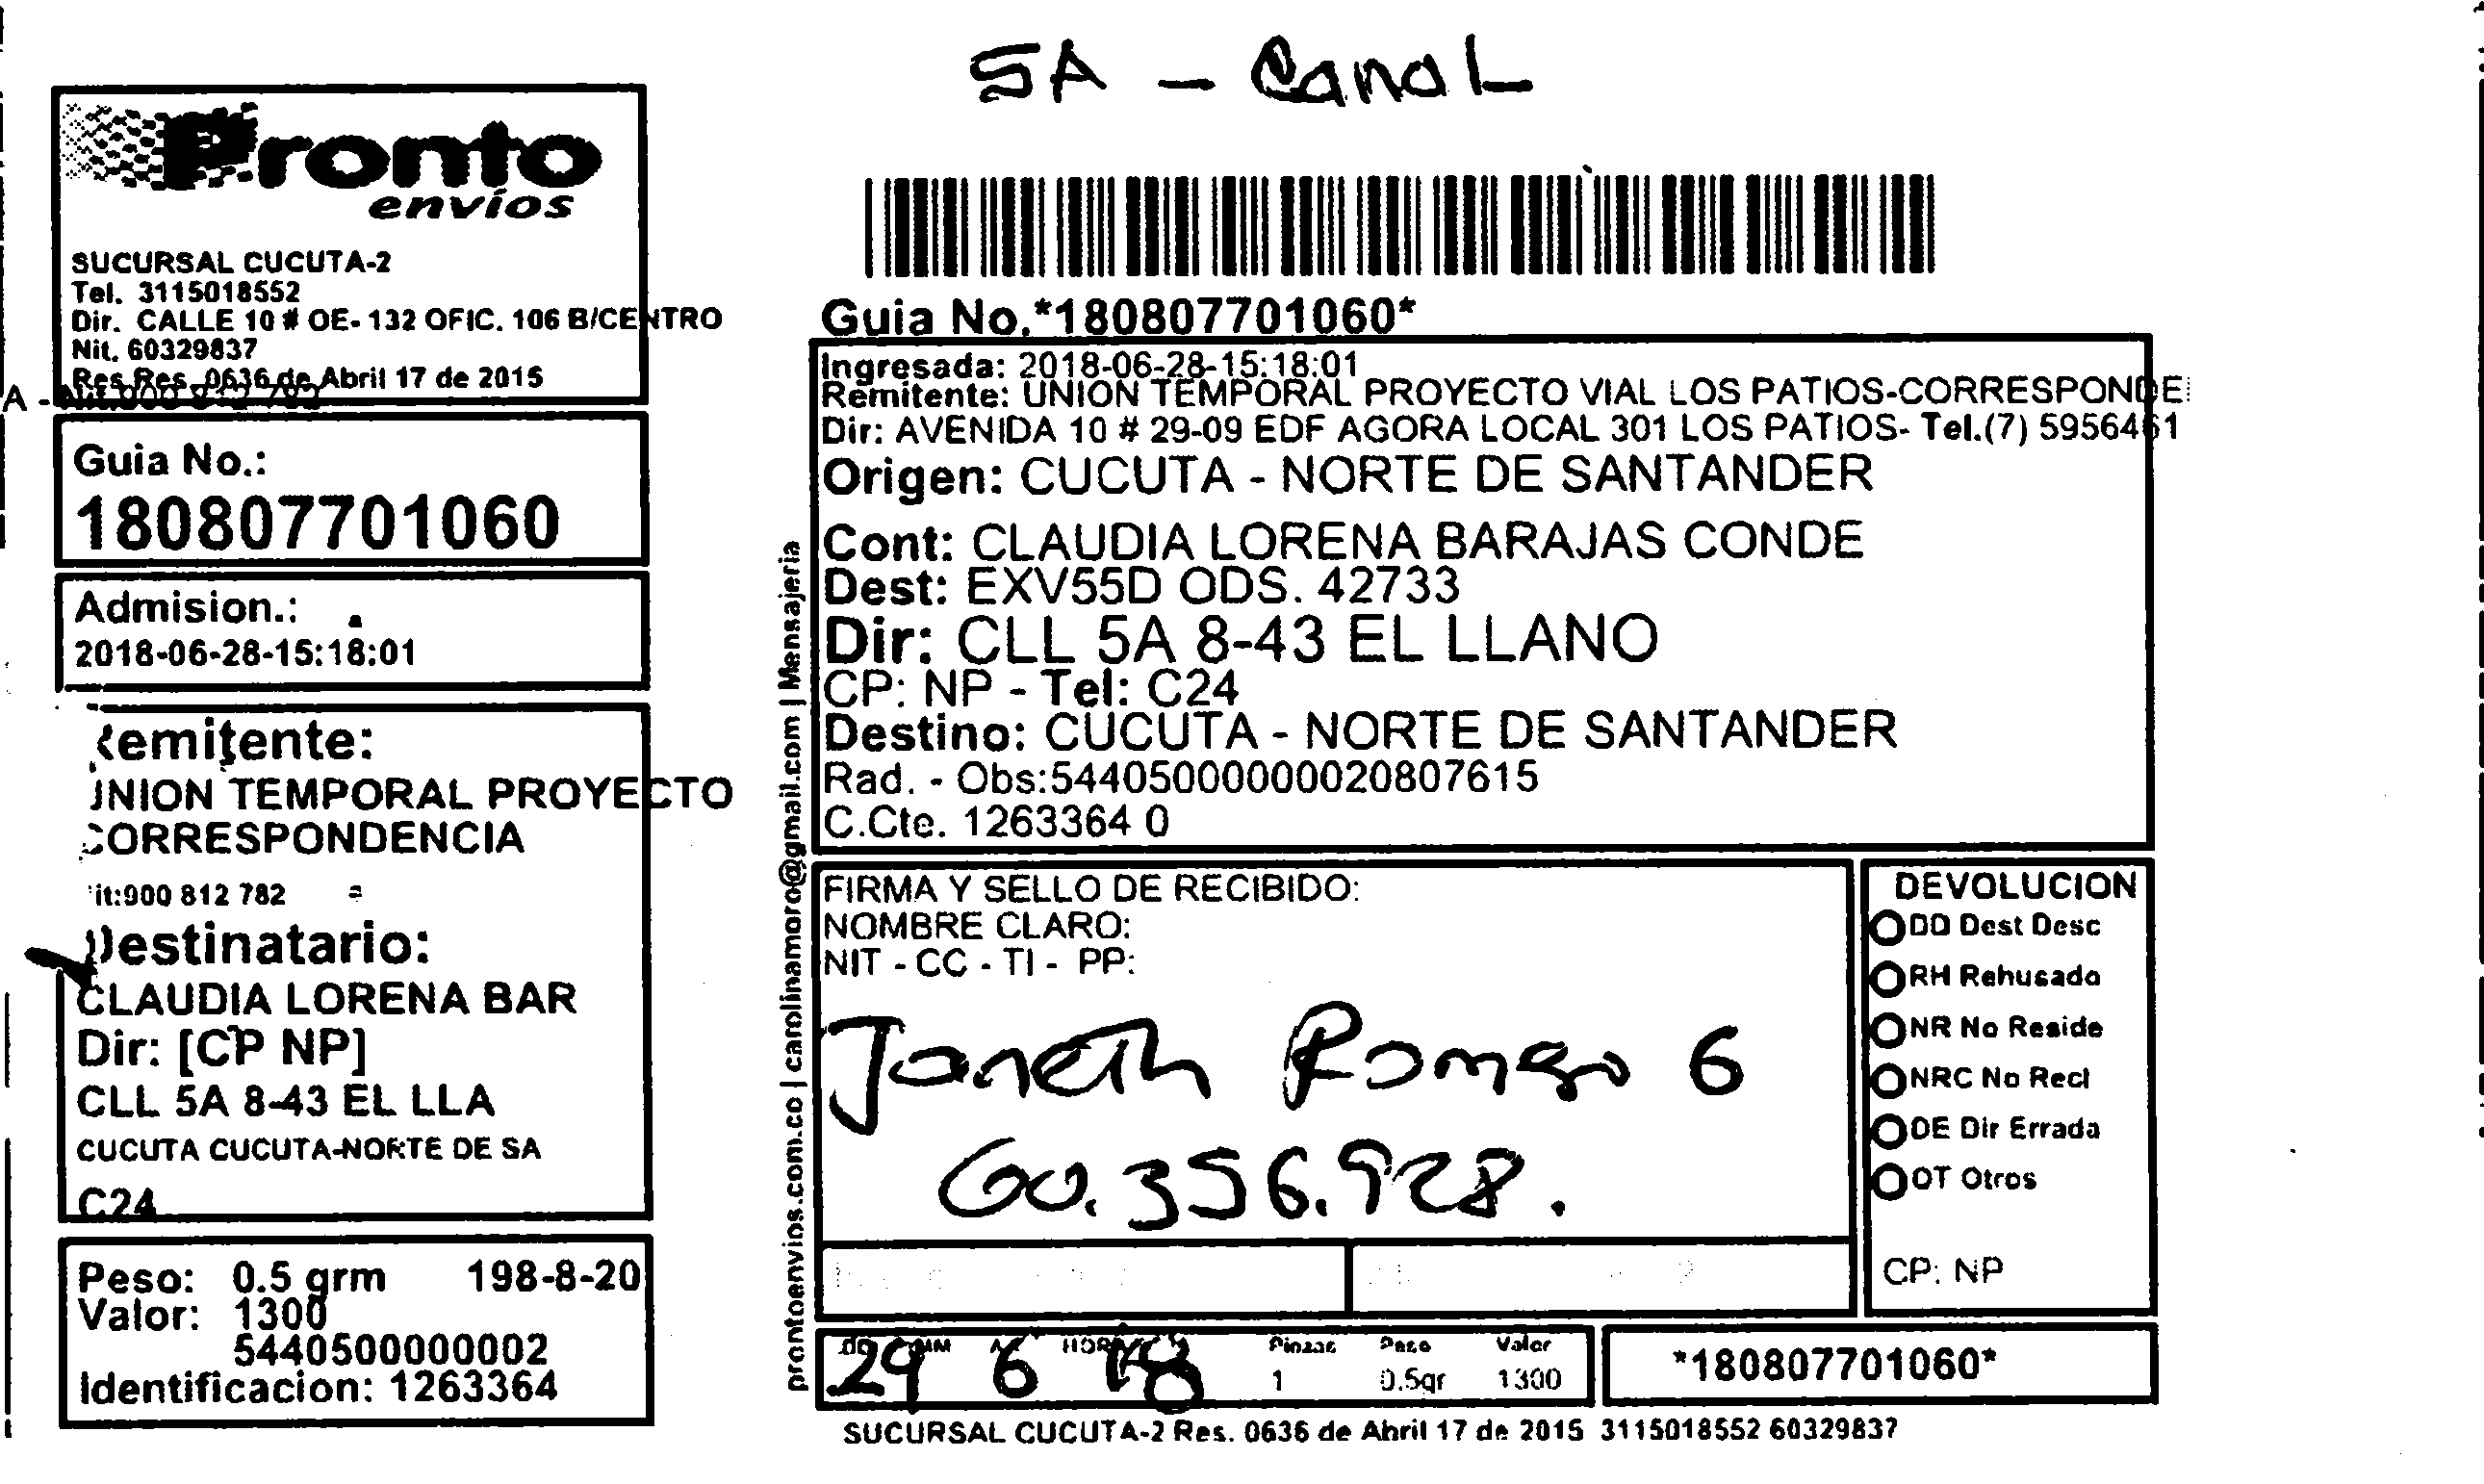 5A - Canal
Pronto
envíos
SUCURSAL CUCUTA-2
Tel. 3115018552
Dir. CALLE 10 # OE- 132 OFIC. 106 B/CENTRO
Nit. 60329837
Res Res. 0636 de Abril 17 de 2015
A -
Guia No.:
180807701060
Admision.:
2018-06-28-15:18:01
Remitente:
UNION TEMPORAL PROYECTO
CORRESPONDENCIA
it:900 812 782
Destinatario:
CLAUDIA LORENA BAR
Dir: [CP NP]
CLL 5A 8-43 EL LLA
CUCUTA CUCUTA-NORTE DE SA
C24
Peso: 0.5 grm 198-8-20
Valor: 1300
5440500000002
Identificacion: 1263364
prontoenvios.com.co | carolinamoro@gmail.com | Mensajeria
Guia No.*180807701060*
Ingresada: 2018-06-28-15:18:01
Remitente: UNION TEMPORAL PROYECTO VIAL LOS PATIOS-CORRESPONDE
Dir: AVENIDA 10 # 29-09 EDF AGORA LOCAL 301 LOS PATIOS- Tel.(7) 5956461
Origen: CUCUTA - NORTE DE SANTANDER
Cont: CLAUDIA LORENA BARAJAS CONDE
Dest: EXV55D ODS. 42733
Dir: CLL 5A 8-43 EL LLANO
CP: NP - Tel: C24
Destino: CUCUTA - NORTE DE SANTANDER
Rad. - Obs:54405000000020807615
C.Cte. 1263364 0
FIRMA Y SELLO DE RECIBIDO:
NOMBRE CLARO:
NIT - CC - TI - PP:
Janeth Romero G
60.356.928.
DEVOLUCION
DD Dest Desc
RH Rehusado
NR No Reside
NRC No Recl
DE Dir Errada
OT Otros
CP: NP
HORA Piezas Peso Valor
29 6 18 1 0.5gr 1300
*180807701060*
SUCURSAL CUCUTA-2 Res. 0636 de Abril 17 de 2015 3115018552 60329837